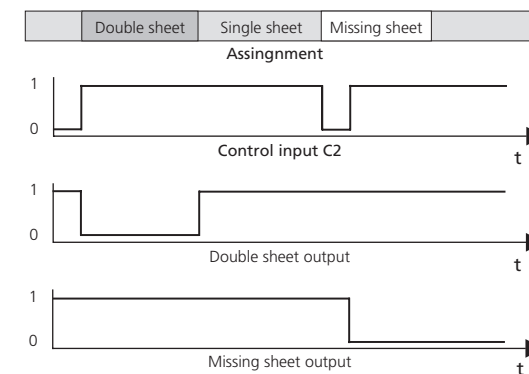 Double sheet Single sheet Missing sheet
Assingnment
1
0
Control input C2
t
1
0
Double sheet output
t
1
0
Missing sheet output
t